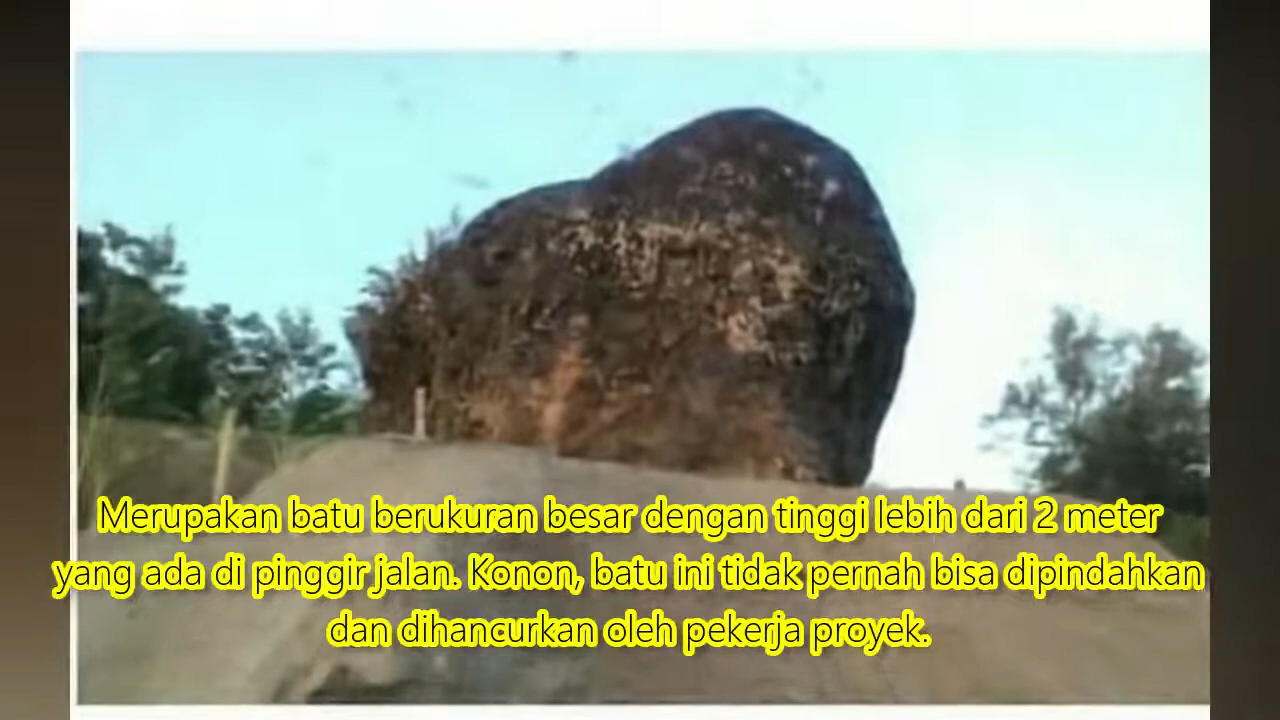 Merupakan batu berukuran besar dengan tinggi lebih dari 2 meter
yang ada di pinggir jalan. Konon, batu ini tidak pernah bisa dipindahkan
dan dihancurkan oleh pekerja proyek.